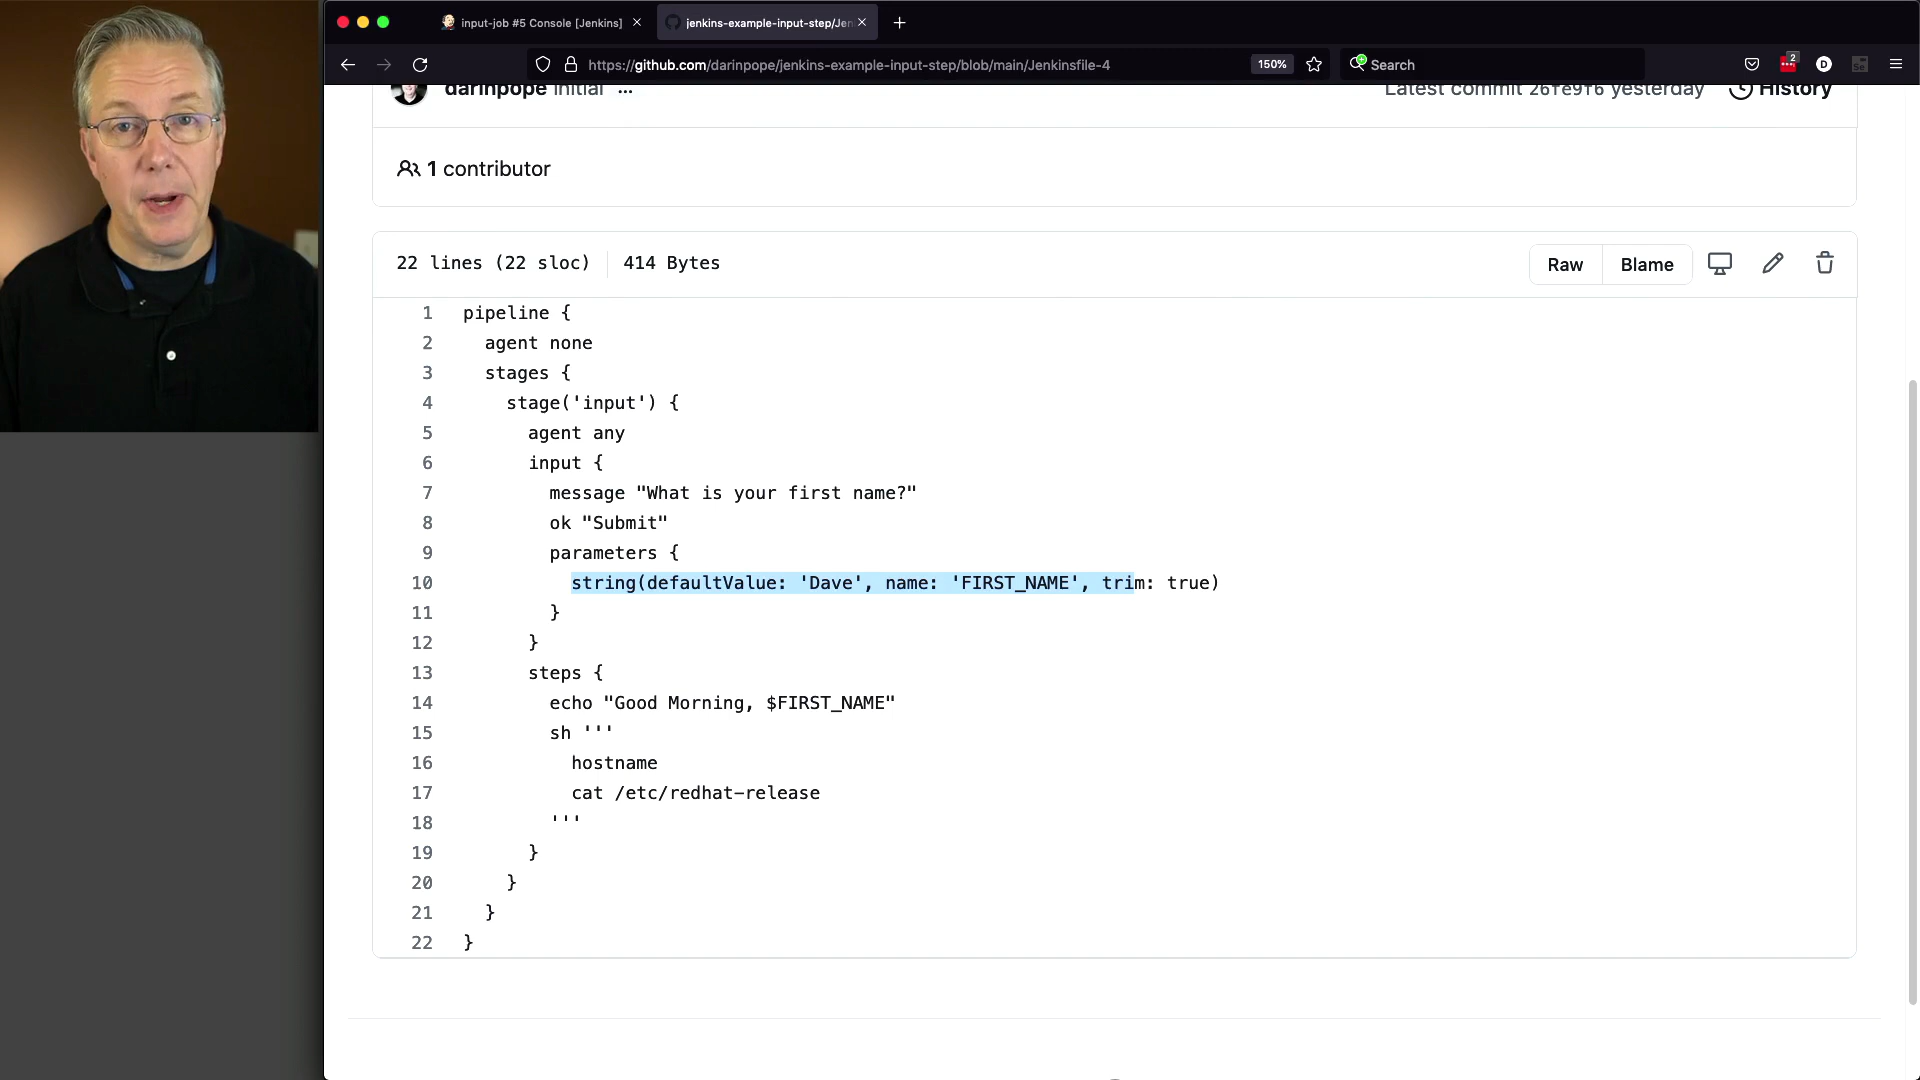 input-job #5 Console [Jenkins]
jenkins-example-input-step/Jen
https://github.com/darinpope/jenkins-example-input-step/blob/main/Jenkinsfile-4
150%
Search
2
D
Se
darinpope initial ...
Latest commit 26fe9f6 yesterday
History
1 contributor
22 lines (22 sloc)
414 Bytes
Raw
Blame
1 pipeline {
2 agent none
3 stages {
4 stage('input') {
5 agent any
6 input {
7 message "What is your first name?"
8 ok "Submit"
9 parameters {
10 string(defaultValue: 'Dave', name: 'FIRST_NAME', trim: true)
11 }
12 }
13 steps {
14 echo "Good Morning, $FIRST_NAME"
15 sh '''
16 hostname
17 cat /etc/redhat-release
18 '''
19 }
20 }
21 }
22 }